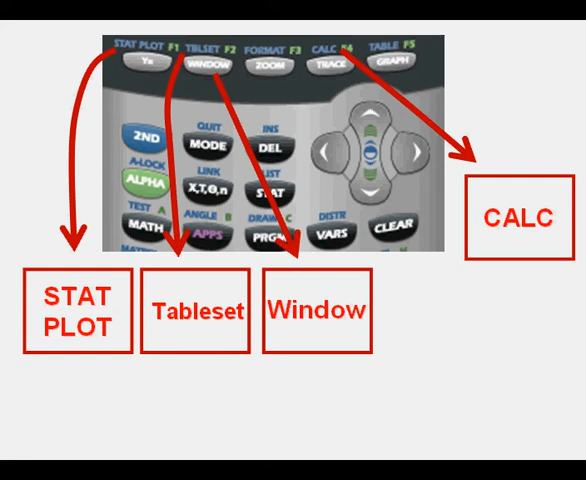 STAT PLOT F1 TBLSET F2 FORMAT F3 CALC F4 TABLE F5
Y= WINDOW ZOOM TRACE GRAPH
QUIT INS
2ND MODE DEL
A-LOCK LINK LIST
ALPHA X,T,Θ,n STAT
TEST A ANGLE B DRAW C DISTR
MATH APPS PRGM VARS CLEAR
CALC
STAT
PLOT
Tableset
Window